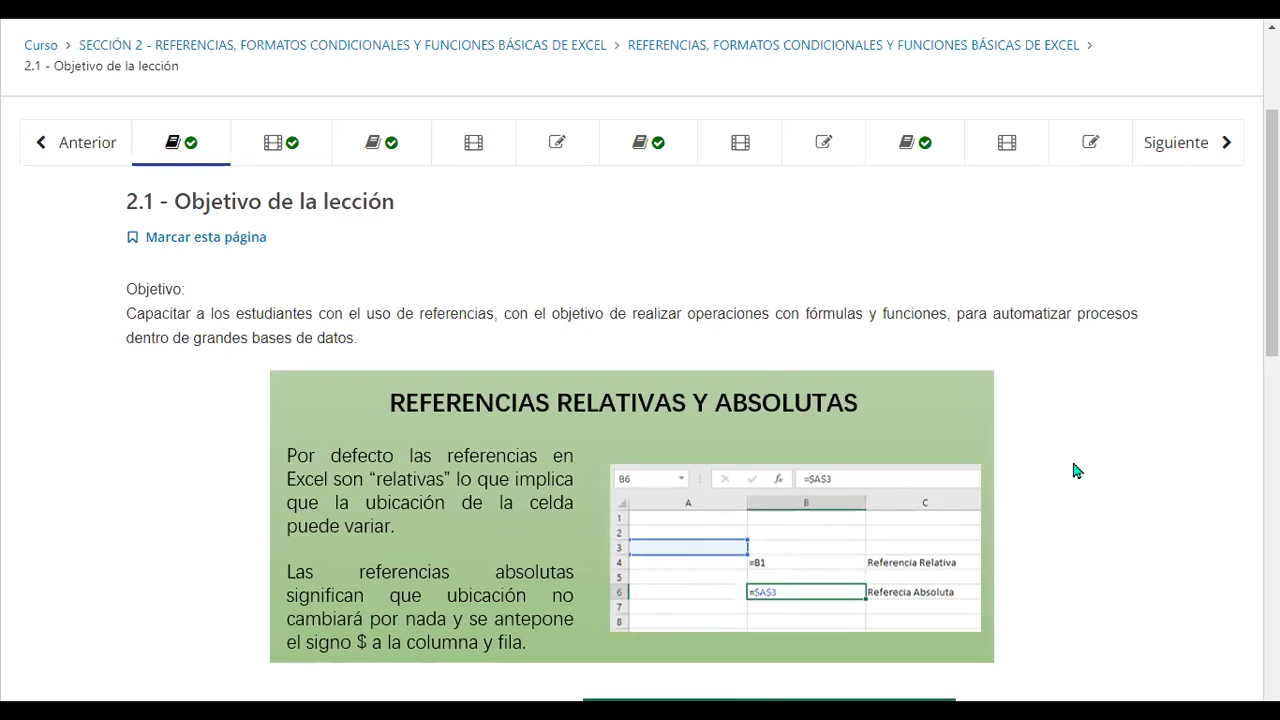 Curso > SECCIÓN 2 - REFERENCIAS, FORMATOS CONDICIONALES Y FUNCIONES BÁSICAS DE EXCEL > REFERENCIAS, FORMATOS CONDICIONALES Y FUNCIONES BÁSICAS DE EXCEL >
2.1 - Objetivo de la lección
Anterior
Siguiente
2.1 - Objetivo de la lección
Marcar esta página
Objetivo:
Capacitar a los estudiantes con el uso de referencias, con el objetivo de realizar operaciones con fórmulas y funciones, para automatizar procesos
dentro de grandes bases de datos.
REFERENCIAS RELATIVAS Y ABSOLUTAS
Por defecto las referencias en
Excel son “relativas” lo que implica
que la ubicación de la celda
puede variar.
Las referencias absolutas
significan que ubicación no
cambiará por nada y se antepone
el signo $ a la columna y fila.
B6 fx =$A$3
A B C
1
2
3
4 =B1 Referencia Relativa
5
6 =$A$3 Referecia Absoluta
7
8